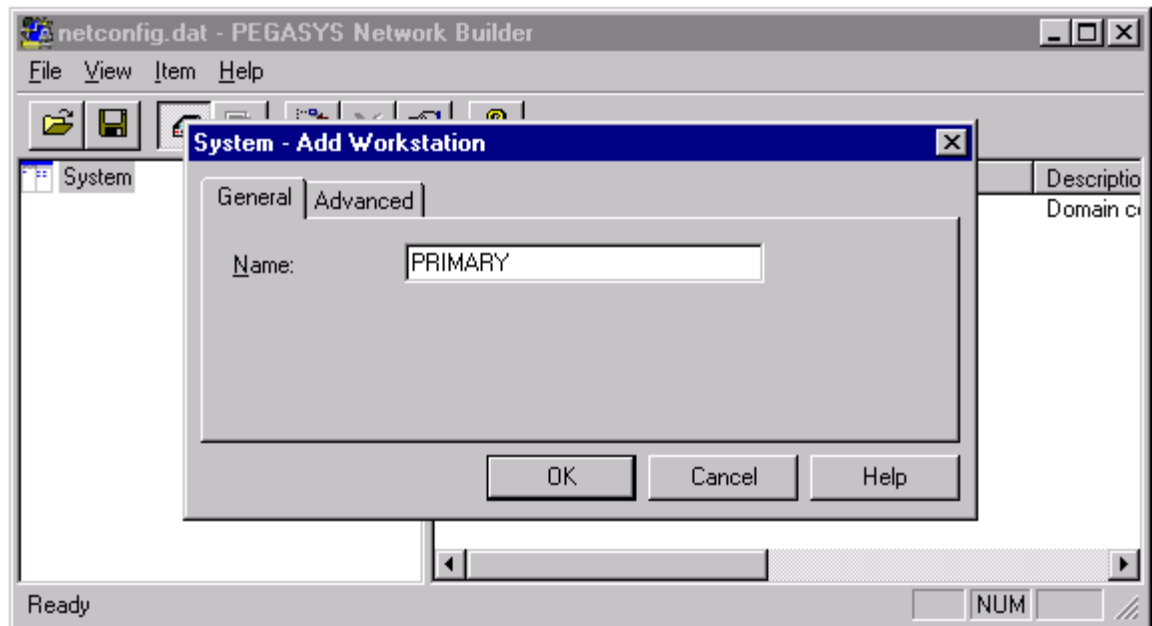 netconfig.dat - PEGASYS Network Builder
File View Item Help
System - Add Workstation
System
Descriptio
General Advanced
Domain c
Name: PRIMARY
OK Cancel Help
Ready NUM